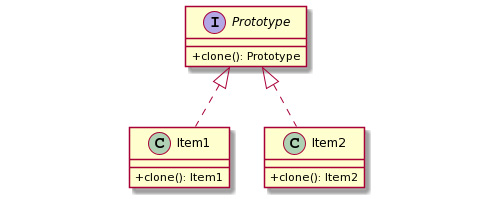 I Prototype
+clone(): Prototype
C Item1
C Item2
+clone(): Item1
+clone(): Item2